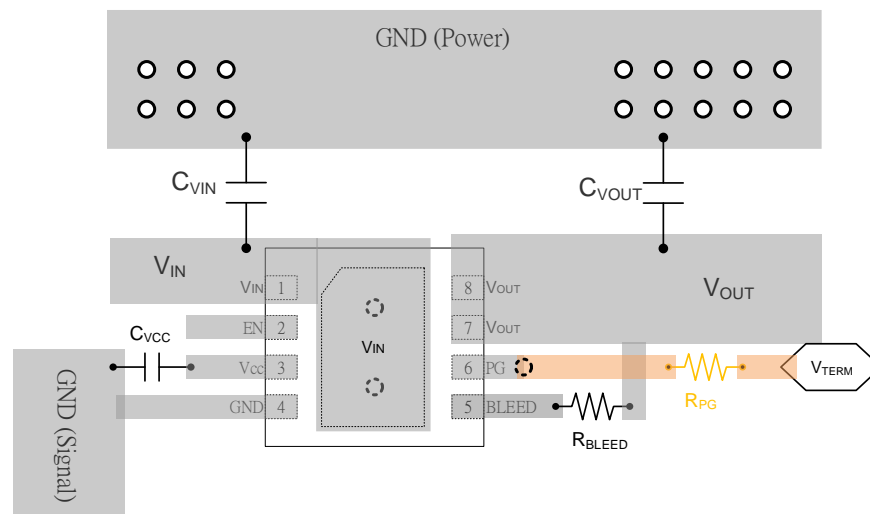 GND (Power)
CVIN
CVOUT
VIN
VOUT
VIN 1
8 VOUT
EN 2
7 VOUT
VIN
CVCC
Vcc 3
6 PG
VTERM
RPG
GND 4
5 BLEED
RBLEED
GND (Signal)